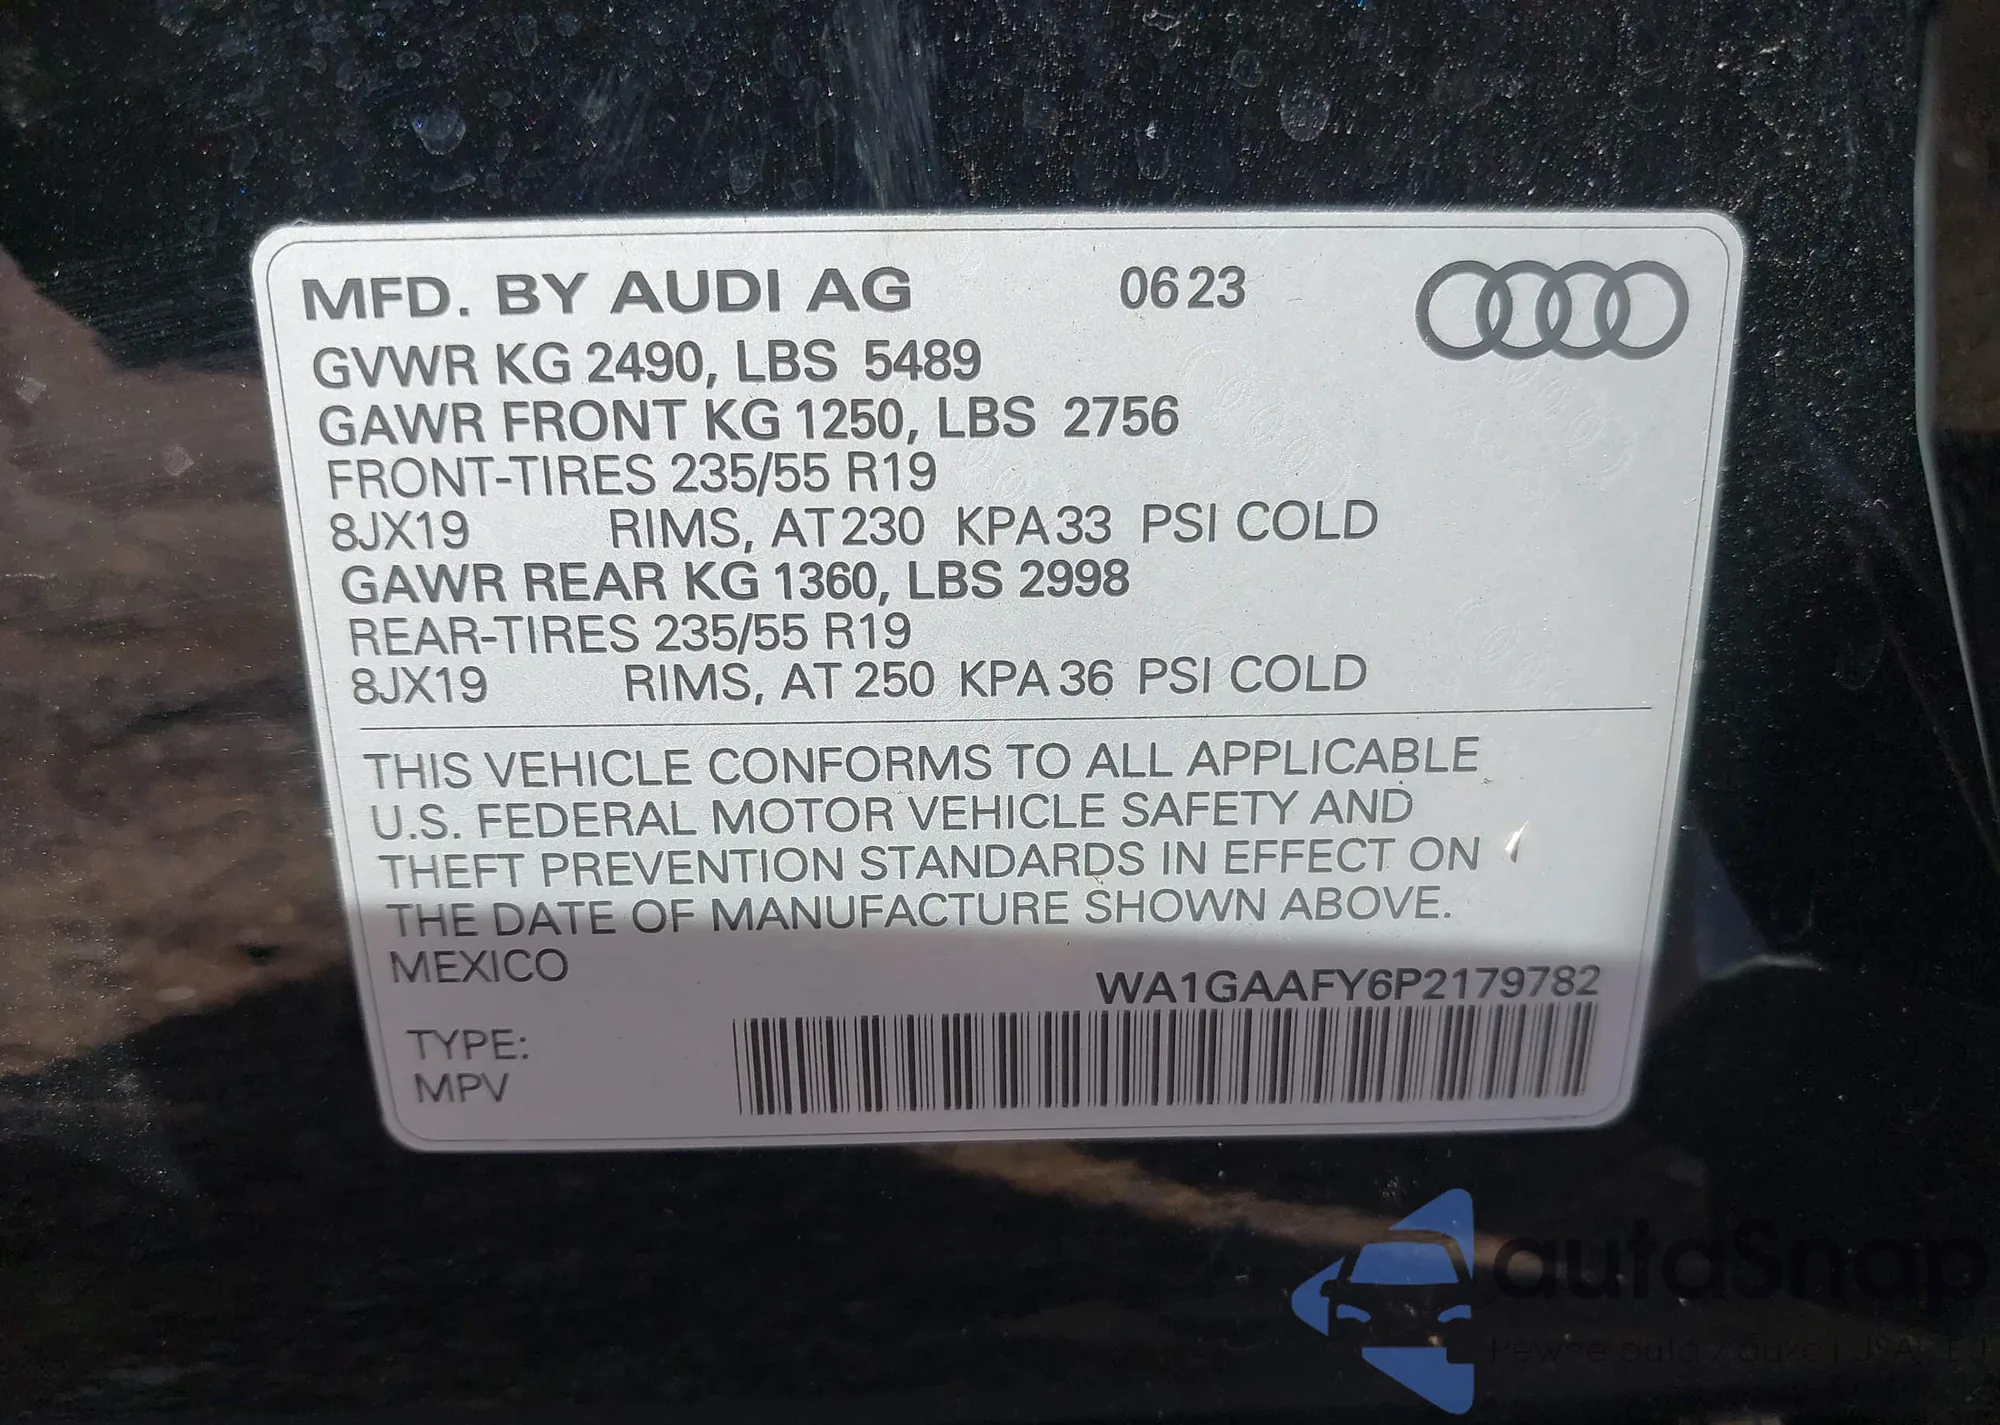 MFD. BY AUDI AG 0623
GVWR KG 2490, LBS 5489
GAWR FRONT KG 1250, LBS 2756
FRONT-TIRES 235/55 R19
8JX19 RIMS, AT 230 KPA 33 PSI COLD
GAWR REAR KG 1360, LBS 2998
REAR-TIRES 235/55 R19
8JX19 RIMS, AT 250 KPA 36 PSI COLD
THIS VEHICLE CONFORMS TO ALL APPLICABLE
U.S. FEDERAL MOTOR VEHICLE SAFETY AND
THEFT PREVENTION STANDARDS IN EFFECT ON
THE DATE OF MANUFACTURE SHOWN ABOVE.
MEXICO
WA1GAAFY6P2179782
TYPE:
MPV
autaSnap